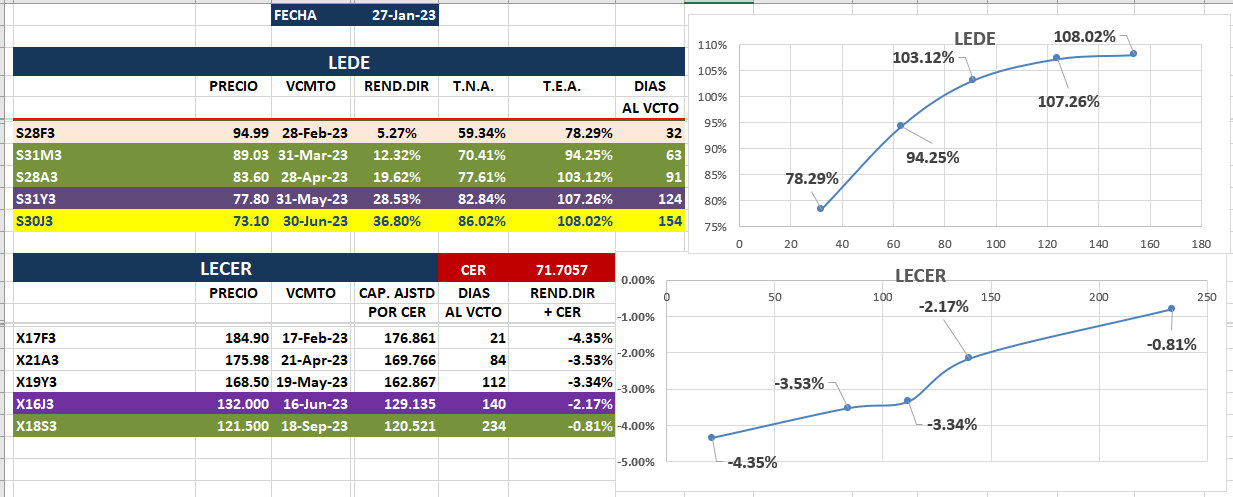 FECHA 27-Jan-23
LEDE
PRECIO VCMTO REND.DIR T.N.A. T.E.A. DIAS
AL VCTO
S28F3 94.99 28-Feb-23 5.27% 59.34% 78.29% 32
S31M3 89.03 31-Mar-23 12.32% 70.41% 94.25% 63
S28A3 83.60 28-Apr-23 19.62% 77.61% 103.12% 91
S31Y3 77.80 31-May-23 28.53% 82.84% 107.26% 124
S30J3 73.10 30-Jun-23 36.80% 86.02% 108.02% 154
LECER CER 71.7057
PRECIO VCMTO CAP. AJSTD DIAS REND.DIR
POR CER AL VCTO + CER
X17F3 184.90 17-Feb-23 176.861 21 -4.35%
X21A3 175.98 21-Apr-23 169.766 84 -3.53%
X19Y3 168.50 19-May-23 162.867 112 -3.34%
X16J3 132.000 16-Jun-23 129.135 140 -2.17%
X18S3 121.500 18-Sep-23 120.521 234 -0.81%
LEDE
110%
105%
100%
95%
90%
85%
80%
75%
78.29%
94.25%
103.12%
107.26%
108.02%
0 20 40 60 80 100 120 140 160 180
LECER
0.00%
-1.00%
-2.00%
-3.00%
-4.00%
-5.00%
0 50 100 150 200 250
-4.35%
-3.53%
-3.34%
-2.17%
-0.81%